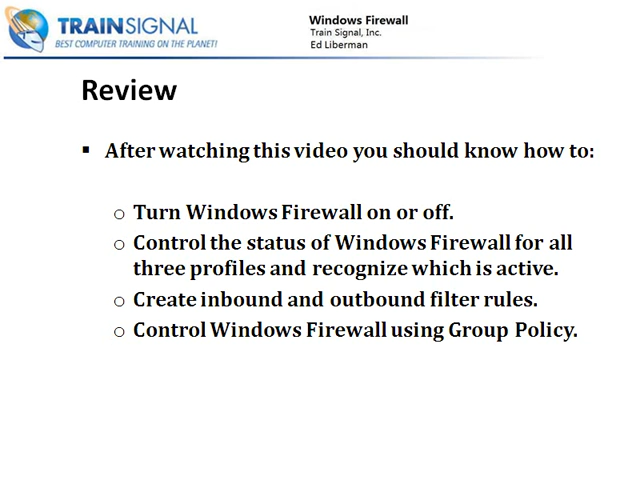 TRAINSIGNAL
BEST COMPUTER TRAINING ON THE PLANET!
Windows Firewall
Train Signal, Inc.
Ed Liberman
Review
▪ After watching this video you should know how to:
o Turn Windows Firewall on or off.
o Control the status of Windows Firewall for all
three profiles and recognize which is active.
o Create inbound and outbound filter rules.
o Control Windows Firewall using Group Policy.